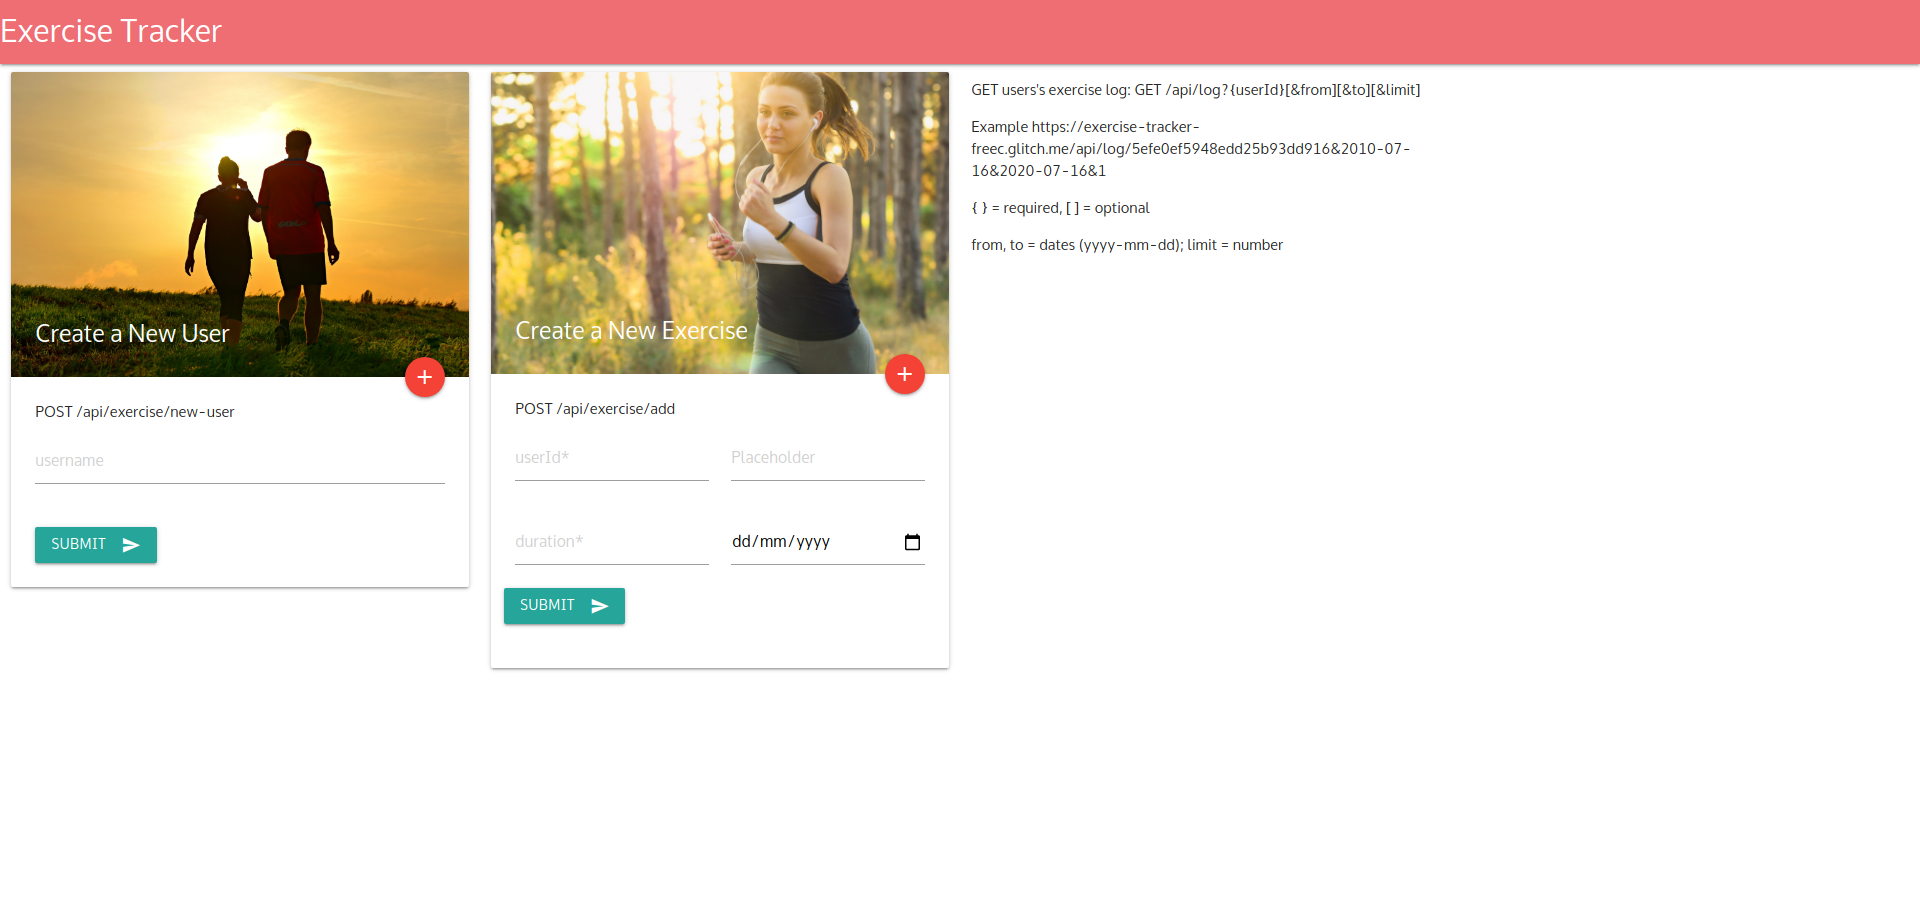 Exercise Tracker
Create a New User
POST /api/exercise/new-user
username
SUBMIT
Create a New Exercise
POST /api/exercise/add
userId*
Placeholder
duration*
dd/mm/yyyy
SUBMIT
GET users's exercise log: GET /api/log?{userId}[&from][&to][&limit]
Example https://exercise-tracker-
freec.glitch.me/api/log/5efe0ef5948edd25b93dd916&2010-07-
16&2020-07-16&1
{ } = required, [ ] = optional
from, to = dates (yyyy-mm-dd); limit = number